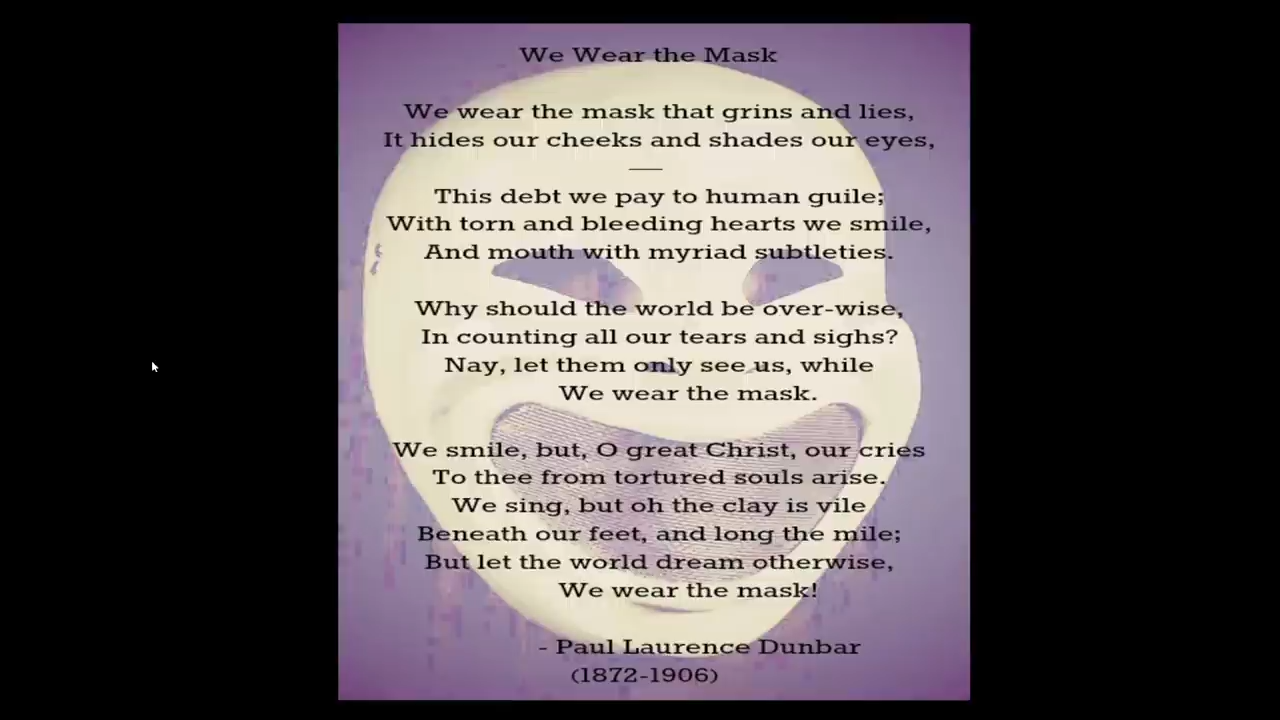 We Wear the Mask
We wear the mask that grins and lies,
It hides our cheeks and shades our eyes,
—
This debt we pay to human guile;
With torn and bleeding hearts we smile,
And mouth with myriad subtleties.
Why should the world be over-wise,
In counting all our tears and sighs?
Nay, let them only see us, while
We wear the mask.
We smile, but, O great Christ, our cries
To thee from tortured souls arise.
We sing, but oh the clay is vile
Beneath our feet, and long the mile;
But let the world dream otherwise,
We wear the mask!
- Paul Laurence Dunbar
(1872-1906)